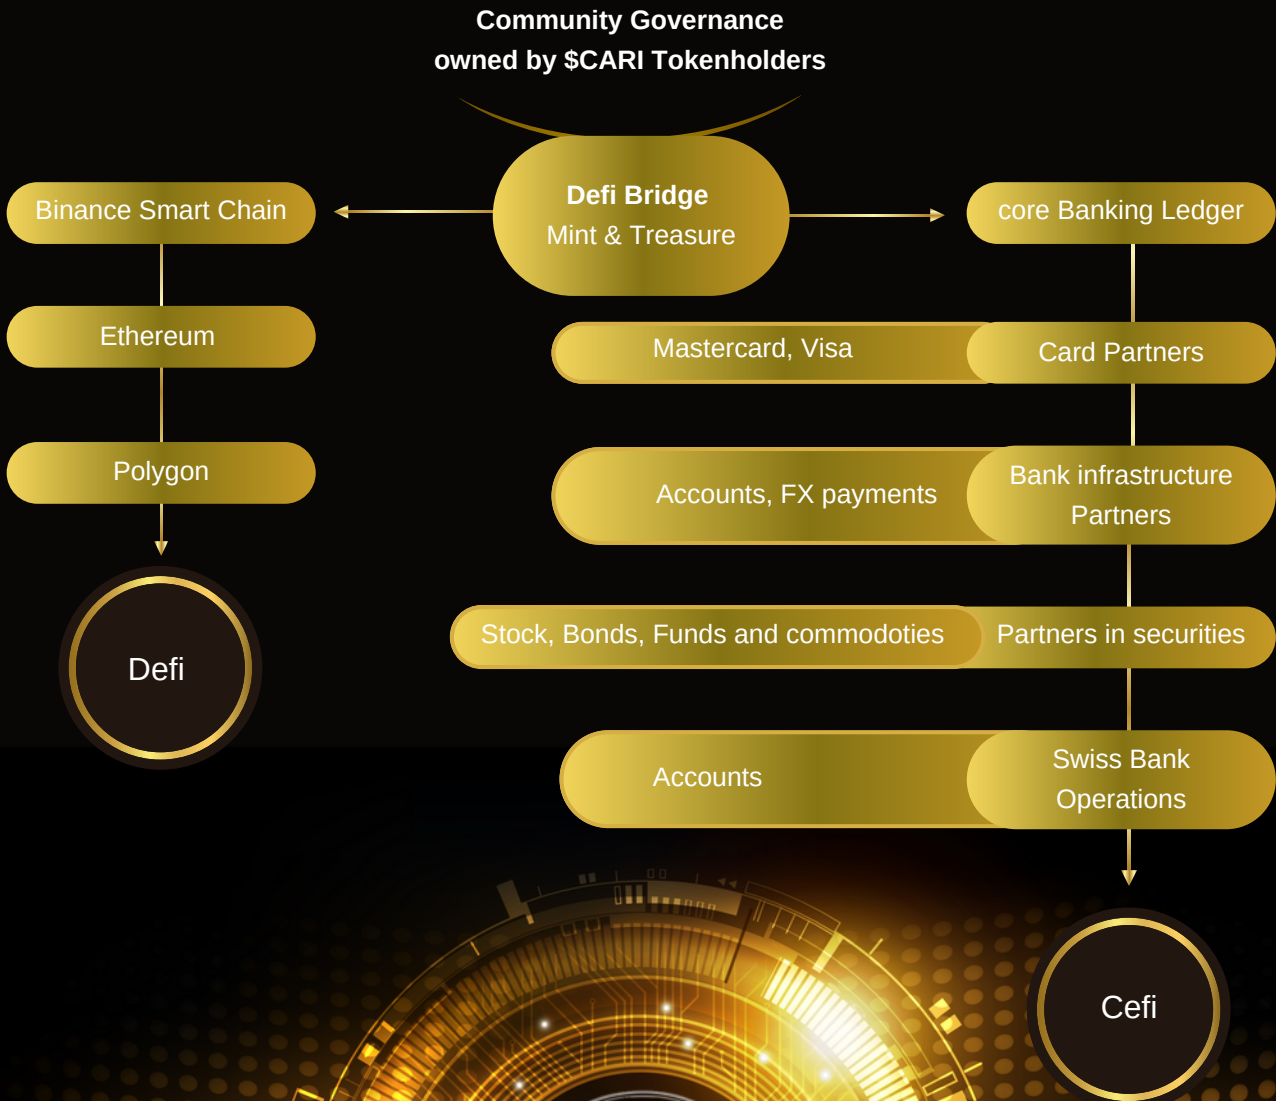 Community Governance
owned by $CARI Tokenholders
Defi Bridge
Mint & Treasure
Binance Smart Chain
Ethereum
Polygon
Defi
core Banking Ledger
Mastercard, Visa
Card Partners
Accounts, FX payments
Bank infrastructure
Partners
Stock, Bonds, Funds and commodoties
Partners in securities
Accounts
Swiss Bank
Operations
Cefi